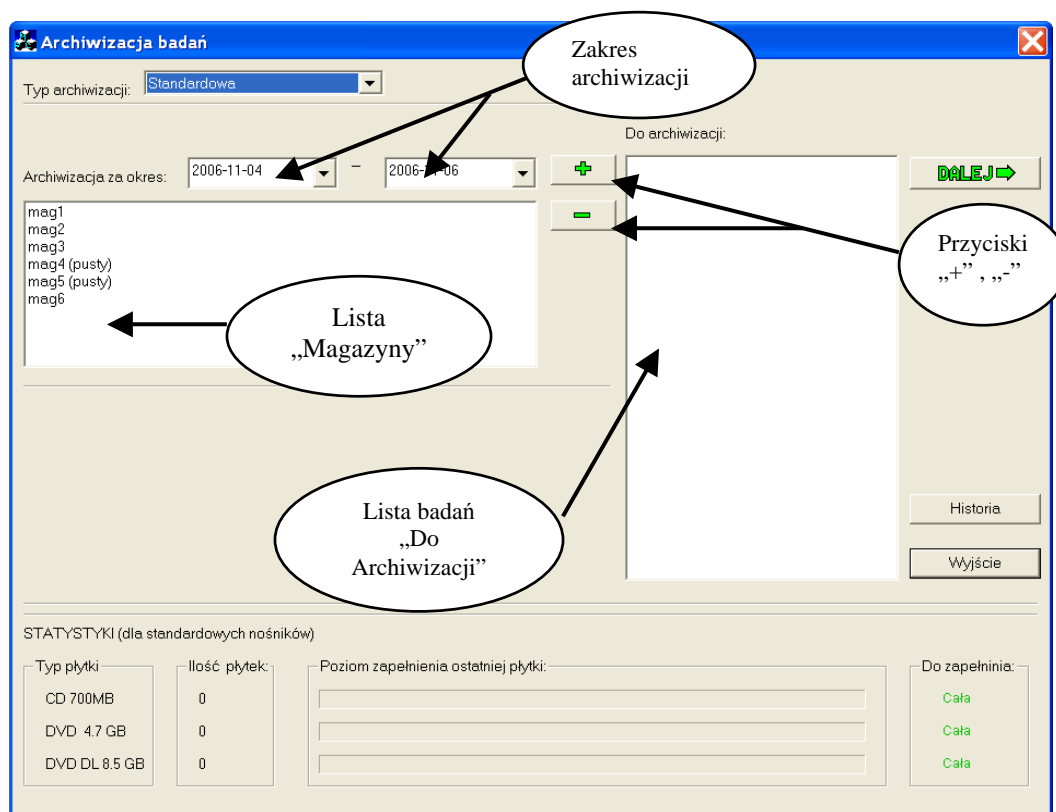 Archiwizacja badań
Zakres
archiwizacji
Typ archiwizacji:
Standardowa
Do archiwizacji:
Archiwizacja za okres:
2006-11-04
–
DALEJ
mag1
mag2
mag3
mag4 (pusty)
mag5 (pusty)
mag6
Przyciski
„+” , „-”
Lista
„Magazyny”
Lista badań
„Do
Archiwizacji”
Historia
Wyjście
STATYSTYKI (dla standardowych nośników)
Typ płytki
Ilość płytek:
Poziom zapełnienia ostatniej płytki:
Do zapełninia:
CD 700MB
0
Cała
DVD 4.7 GB
0
Cała
DVD DL 8.5 GB
0
Cała